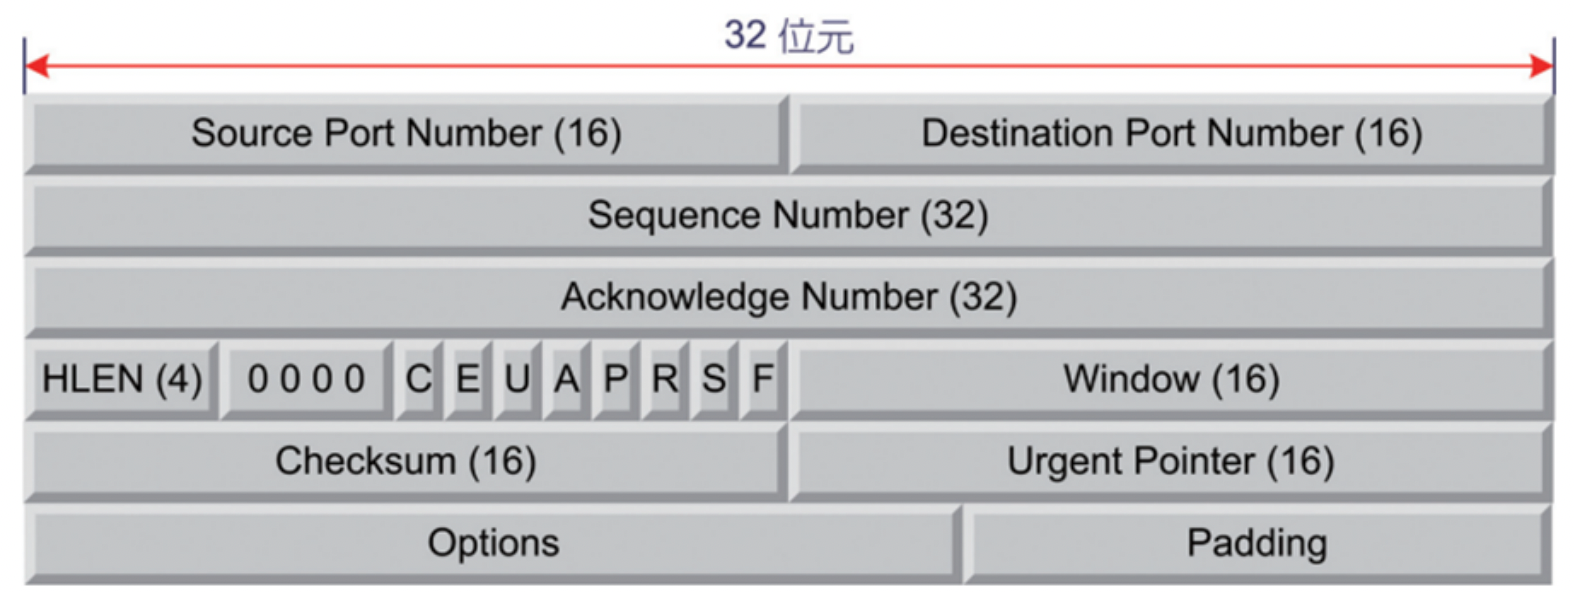 32 位元
Source Port Number (16) Destination Port Number (16)
Sequence Number (32)
Acknowledge Number (32)
HLEN (4) 0 0 0 0 C E U A P R S F Window (16)
Checksum (16) Urgent Pointer (16)
Options Padding